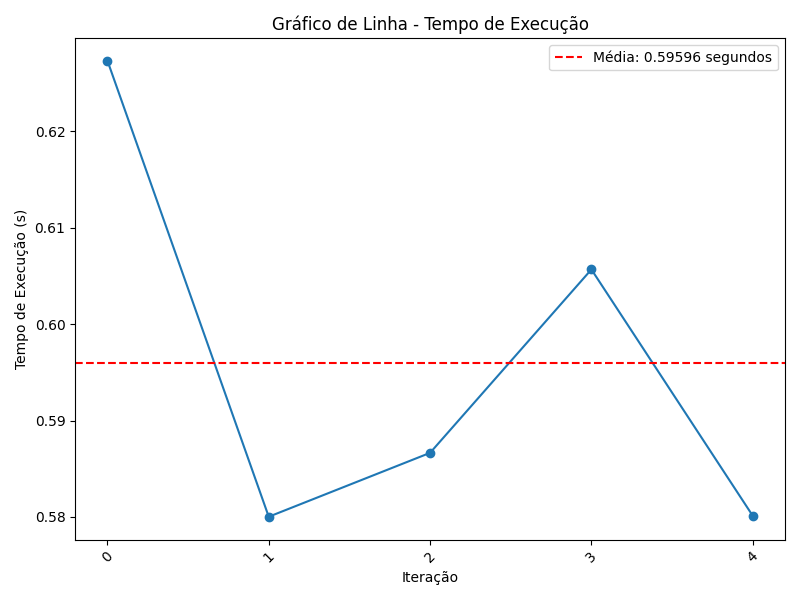 Gráfico de Linha - Tempo de Execução
Média: 0.59596 segundos
Tempo de Execução (s)
0.62
0.61
0.60
0.59
0.58
0
1
2
3
4
Iteração